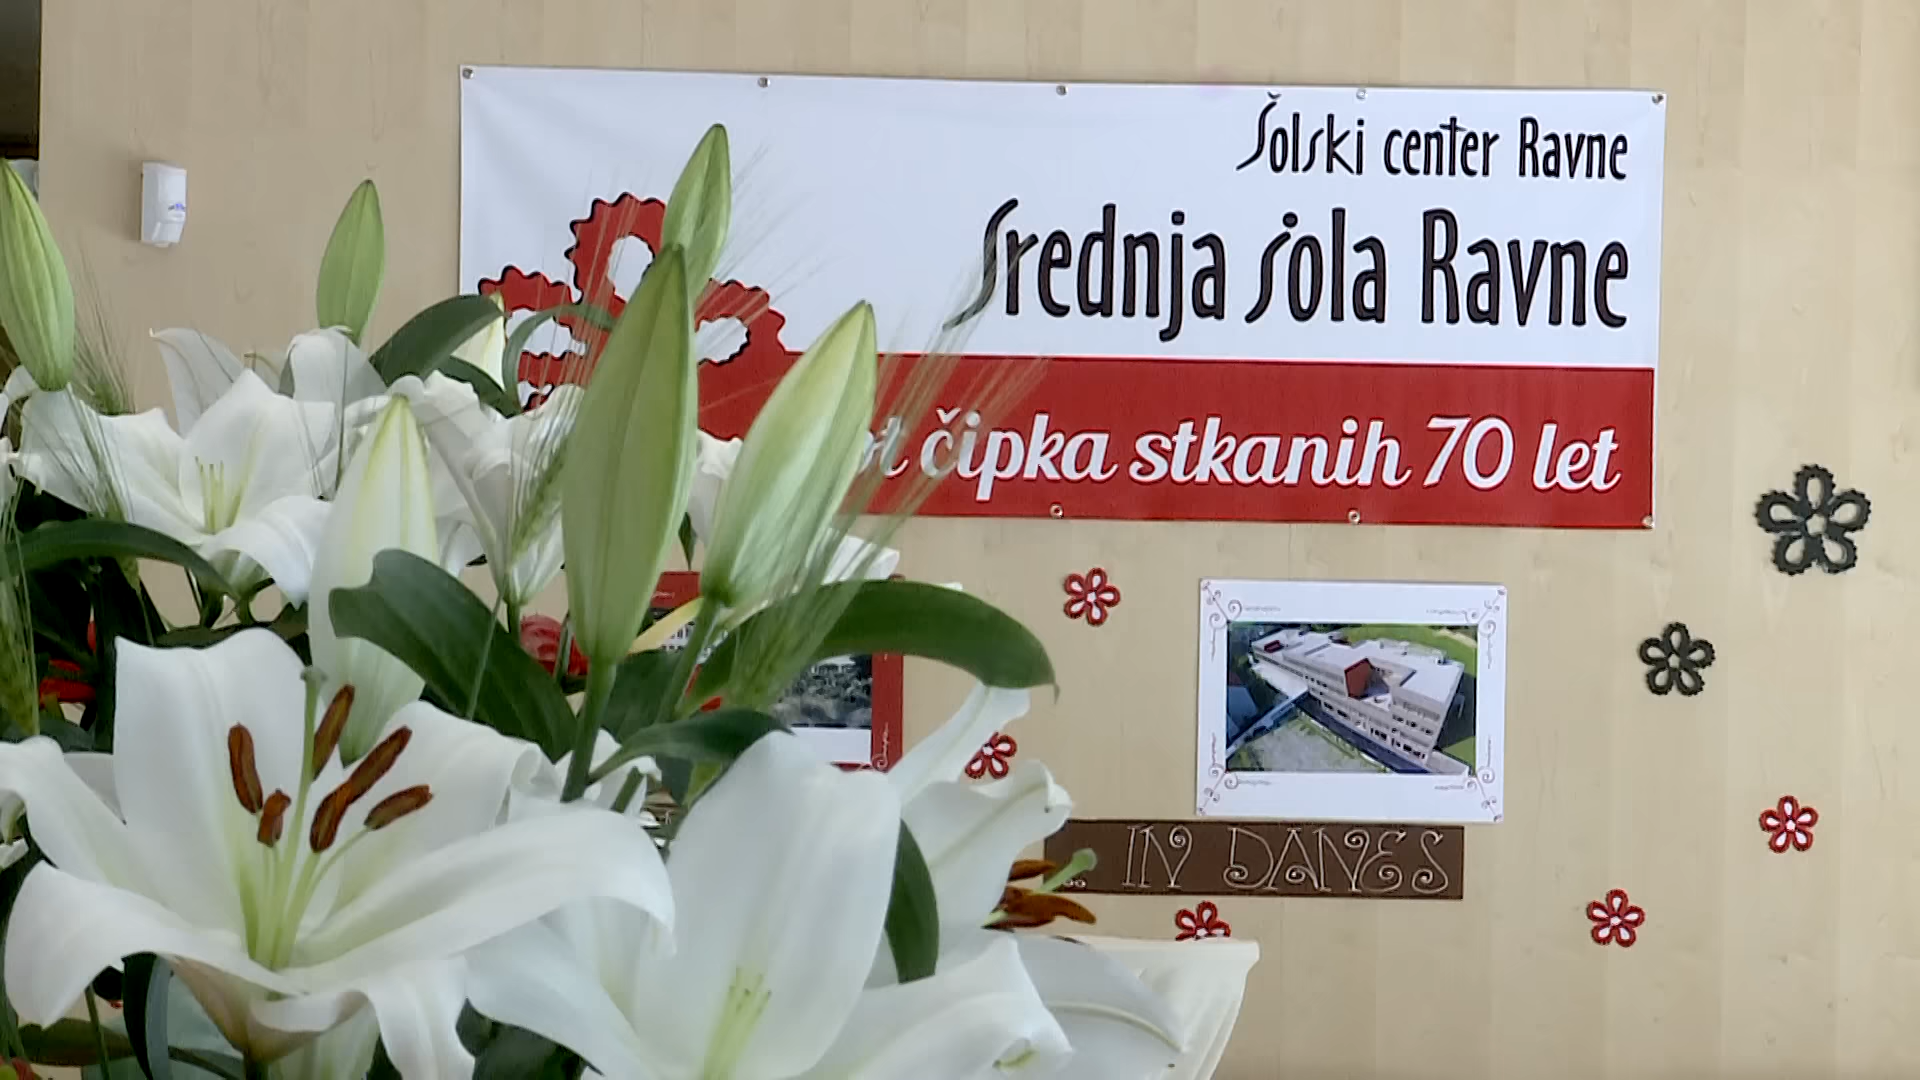 Šolski center Ravne
Srednja šola Ravne
čipka stkanih 70 let
IN DANES